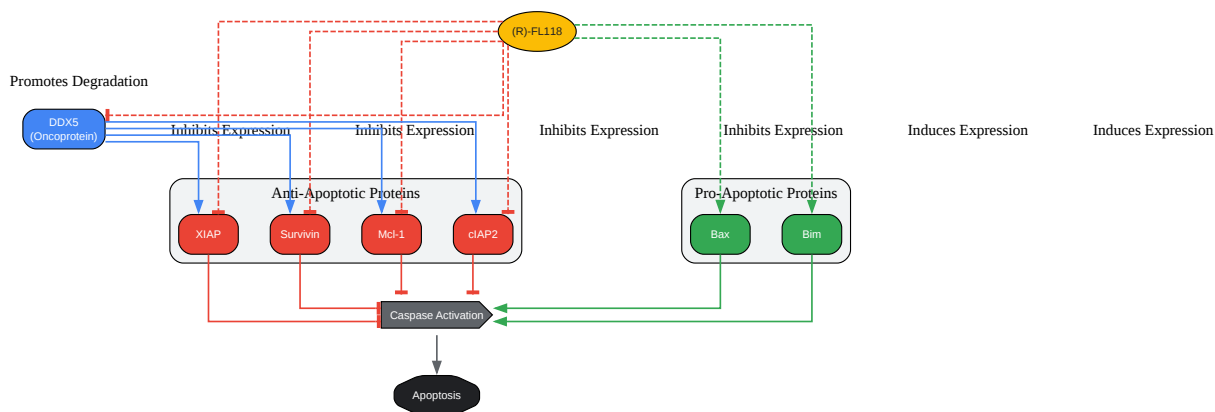 (R)-FL118
Promotes Degradation
DDX5
(Oncoprotein)
Inhibits Expression
Inhibits Expression
Inhibits Expression
Inhibits Expression
Induces Expression
Induces Expression
Anti-Apoptotic Proteins
Pro-Apoptotic Proteins
XIAP
Survivin
Mcl-1
cIAP2
Bax
Bim
Caspase Activation
Apoptosis